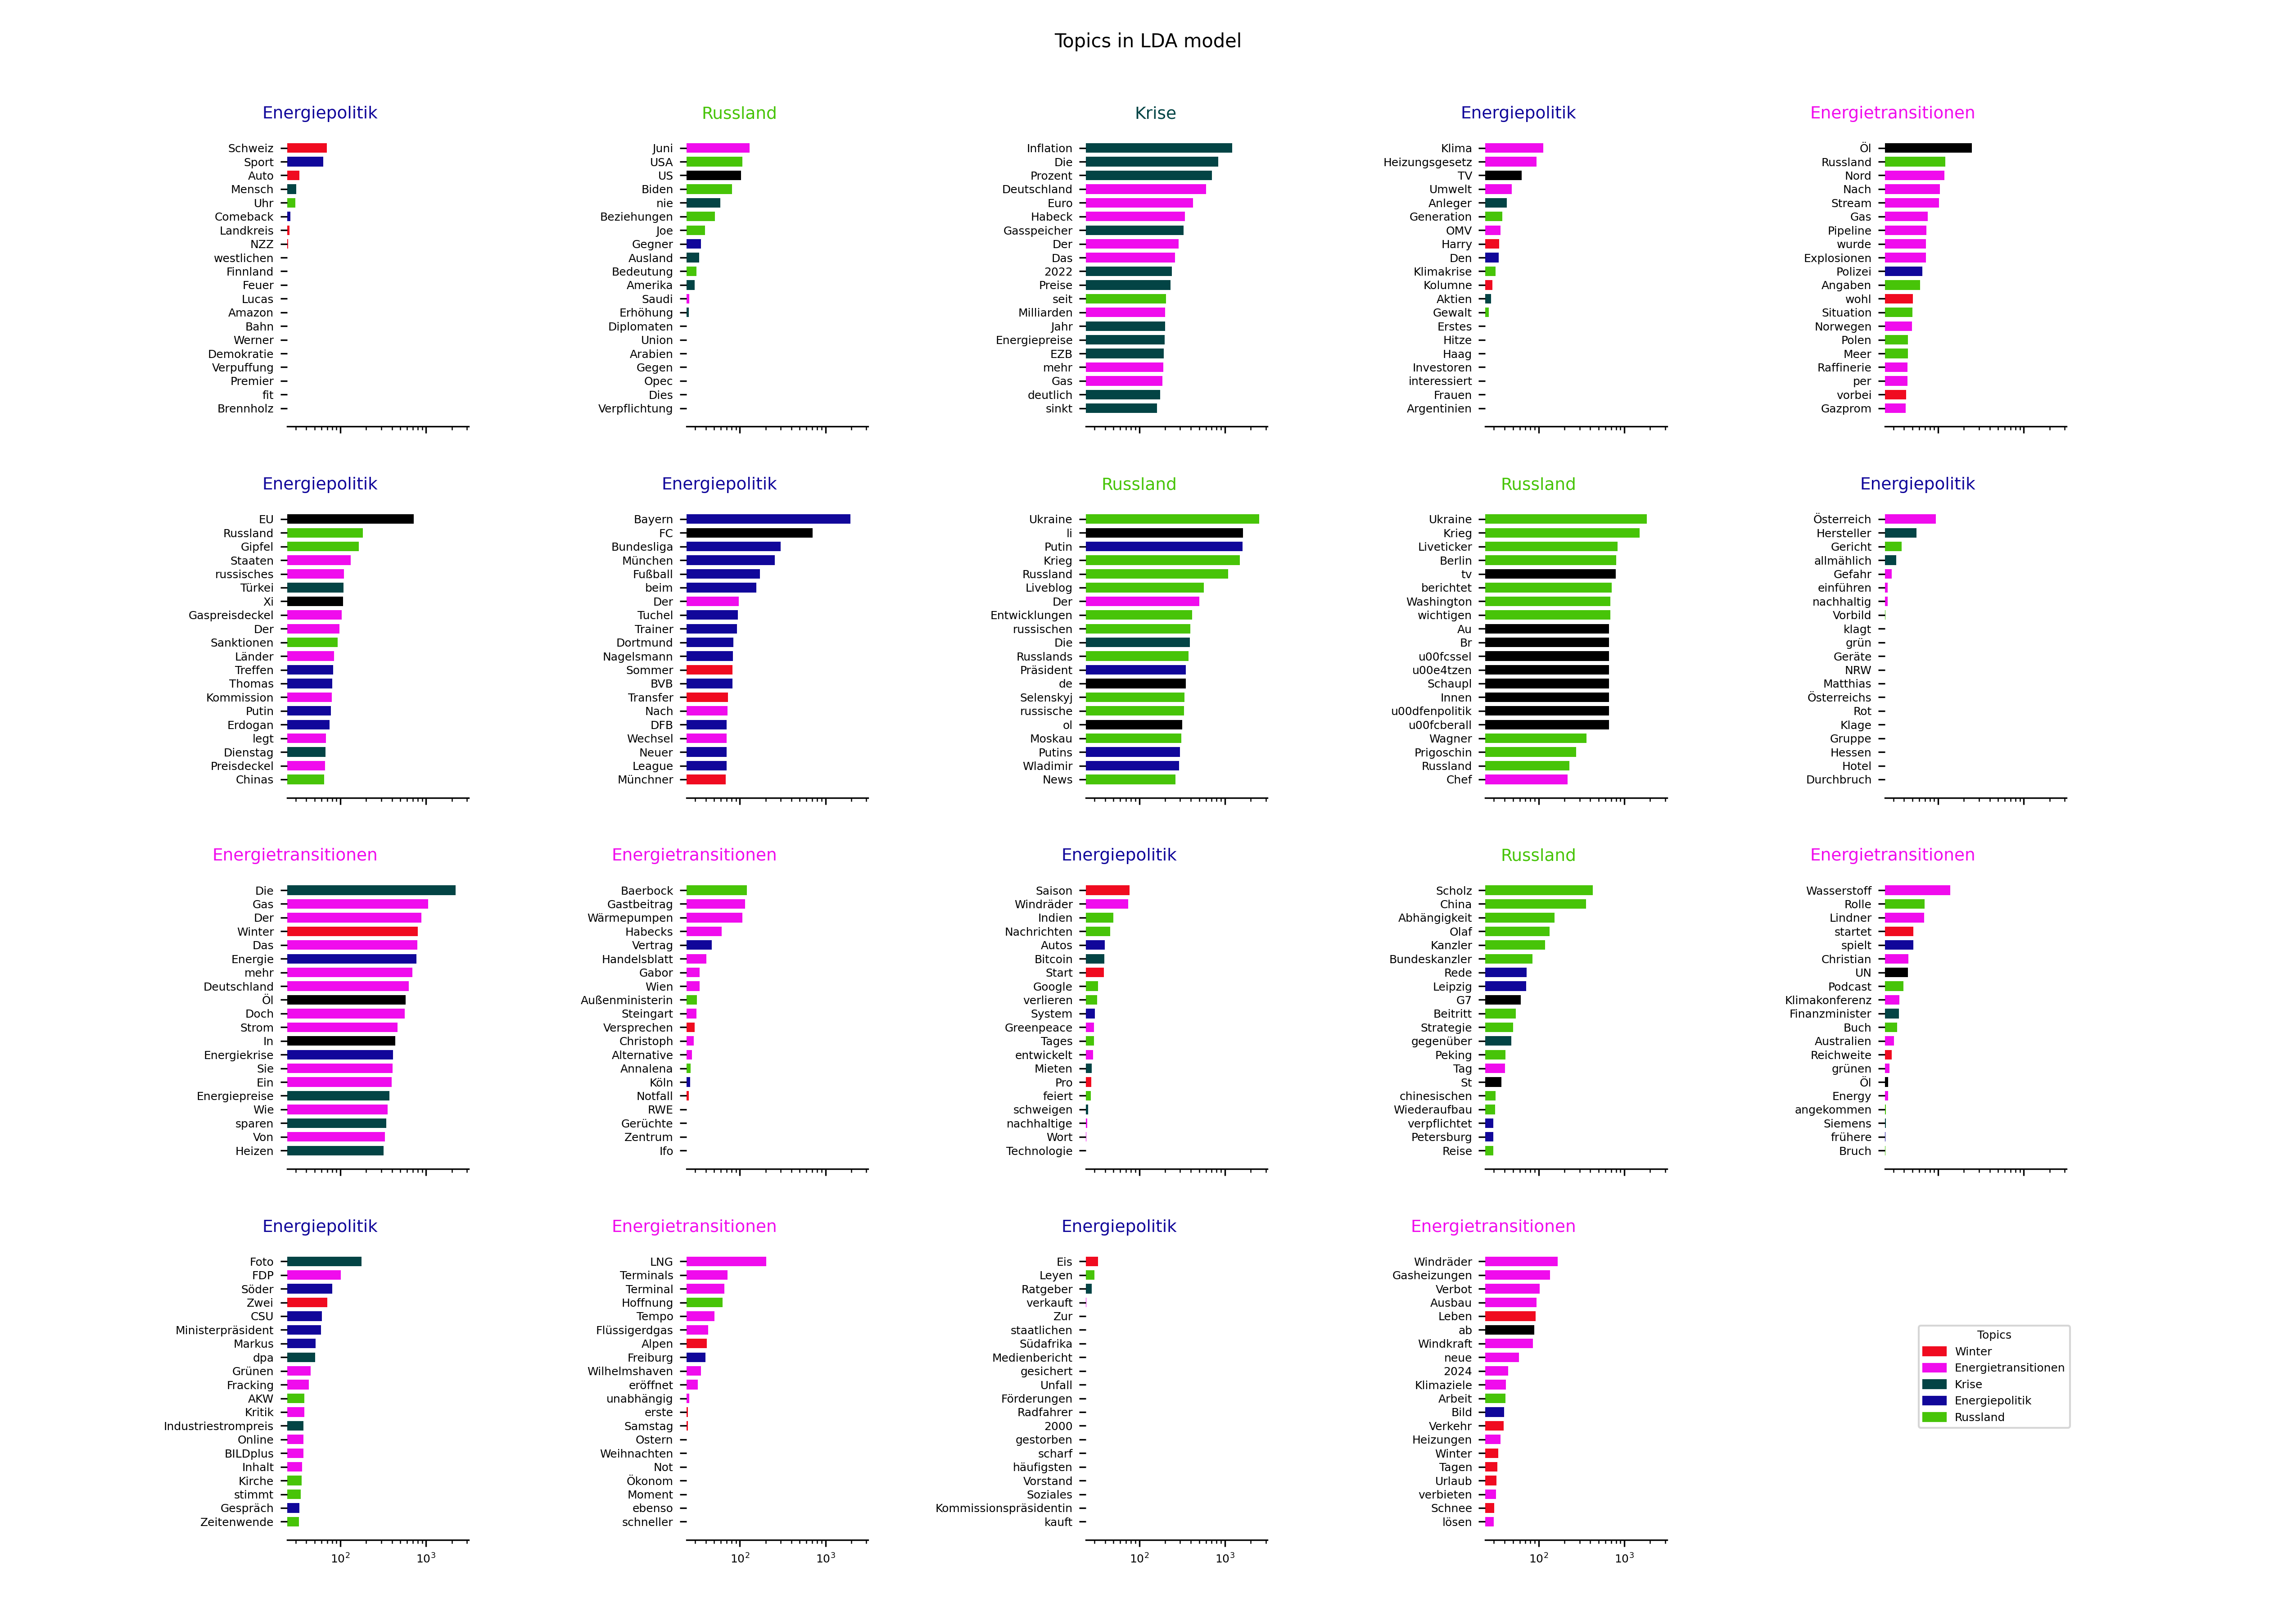 Topics in LDA model
Energiepolitik
Schweiz
Sport
Auto
Mensch
Uhr
Comeback
Landkreis
NZZ
westlichen
Finnland
Feuer
Lucas
Amazon
Bahn
Werner
Demokratie
Verpuffung
Premier
fit
Brennholz
Russland
Juni
USA
US
Biden
nie
Beziehungen
Joe
Gegner
Ausland
Bedeutung
Amerika
Saudi
Erhöhung
Diplomaten
Union
Arabien
Gegen
Opec
Dies
Verpflichtung
Krise
Inflation
Die
Prozent
Deutschland
Euro
Habeck
Gasspeicher
Der
Das
2022
Preise
seit
Milliarden
Jahr
Energiepreise
EZB
mehr
Gas
deutlich
sinkt
Energiepolitik
Klima
Heizungsgesetz
TV
Umwelt
Anleger
Generation
OMV
Harry
Den
Klimakrise
Kolumne
Aktien
Gewalt
Erstes
Hitze
Haag
Investoren
interessiert
Frauen
Argentinien
Energietransitionen
Öl
Russland
Nord
Nach
Stream
Gas
Pipeline
wurde
Explosionen
Polizei
Angaben
wohl
Situation
Norwegen
Polen
Meer
Raffinerie
per
vorbei
Gazprom
Energiepolitik
EU
Russland
Gipfel
Staaten
russisches
Türkei
Xi
Gaspreisdeckel
Der
Sanktionen
Länder
Treffen
Thomas
Kommission
Putin
Erdogan
legt
Dienstag
Preisdeckel
Chinas
Energiepolitik
Bayern
FC
Bundesliga
München
Fußball
beim
Der
Tuchel
Trainer
Dortmund
Nagelsmann
Sommer
BVB
Transfer
Nach
DFB
Wechsel
Neuer
League
Münchner
Russland
Ukraine
li
Putin
Krieg
Russland
Liveblog
Der
Entwicklungen
russischen
Die
Russlands
Präsident
de
Selenskyj
russische
ol
Moskau
Putins
Wladimir
News
Russland
Ukraine
Krieg
Liveticker
Berlin
tv
berichtet
Washington
wichtigen
Au
Br
u00fcssel
u00e4tzen
Schaupl
Innen
u00dfenpolitik
u00fcberall
Wagner
Prigoschin
Russland
Chef
Energiepolitik
Österreich
Hersteller
Gericht
allmählich
Gefahr
einführen
nachhaltig
Vorbild
klagt
grün
Geräte
NRW
Matthias
Österreichs
Rot
Klage
Gruppe
Hessen
Hotel
Durchbruch
Energietransitionen
Die
Gas
Der
Winter
Das
Energie
mehr
Deutschland
Öl
Doch
Strom
In
Energiekrise
Sie
Ein
Energiepreise
Wie
sparen
Von
Heizen
Energietransitionen
Baerbock
Gastbeitrag
Wärmepumpen
Habecks
Vertrag
Handelsblatt
Gabor
Wien
Außenministerin
Steingart
Versprechen
Christoph
Alternative
Annalena
Köln
Notfall
RWE
Gerüchte
Zentrum
Ifo
Energiepolitik
Saison
Windräder
Indien
Nachrichten
Autos
Bitcoin
Start
Google
verlieren
System
Greenpeace
Tages
entwickelt
Mieten
Pro
feiert
schweigen
nachhaltige
Wort
Technologie
Russland
Scholz
China
Abhängigkeit
Olaf
Kanzler
Bundeskanzler
Rede
Leipzig
G7
Beitritt
Strategie
gegenüber
Peking
Tag
St
chinesischen
Wiederaufbau
verpflichtet
Petersburg
Reise
Energietransitionen
Wasserstoff
Rolle
Lindner
startet
spielt
Christian
UN
Podcast
Klimakonferenz
Finanzminister
Buch
Australien
Reichweite
grünen
Öl
Energy
angekommen
Siemens
frühere
Bruch
Energiepolitik
Foto
FDP
Söder
Zwei
CSU
Ministerpräsident
Markus
dpa
Grünen
Fracking
AKW
Kritik
Industriestrompreis
Online
BILDplus
Inhalt
Kirche
stimmt
Gespräch
Zeitenwende
10²
10³
Energietransitionen
LNG
Terminals
Terminal
Hoffnung
Tempo
Flüssigerdgas
Alpen
Freiburg
Wilhelmshaven
eröffnet
unabhängig
erste
Samstag
Ostern
Weihnachten
Not
Ökonom
Moment
ebenso
schneller
10²
10³
Energiepolitik
Eis
Leyen
Ratgeber
verkauft
Zur
staatlichen
Südafrika
Medienbericht
gesichert
Unfall
Förderungen
Radfahrer
2000
gestorben
scharf
häufigsten
Vorstand
Soziales
Kommissionspräsidentin
kauft
10²
10³
Energietransitionen
Windräder
Gasheizungen
Verbot
Ausbau
Leben
ab
Windkraft
neue
2024
Klimaziele
Arbeit
Bild
Verkehr
Heizungen
Winter
Tagen
Urlaub
verbieten
Schnee
lösen
10²
10³
Topics
Winter
Energietransitionen
Krise
Energiepolitik
Russland